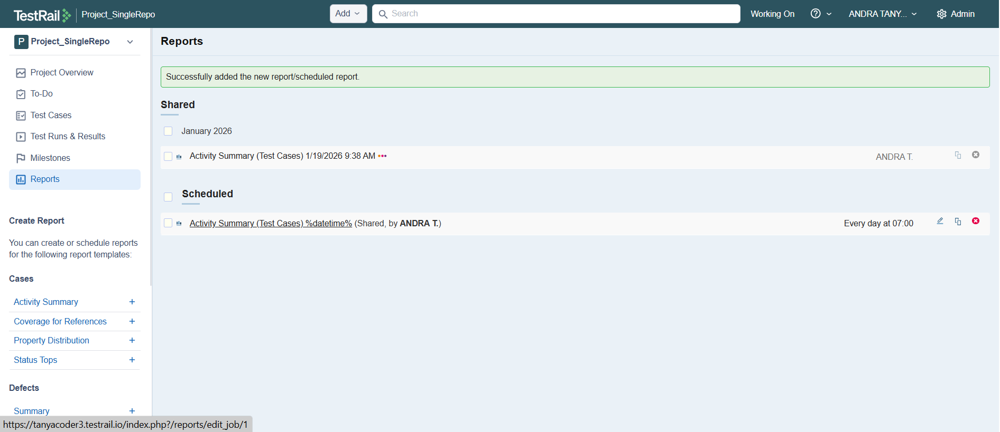 TestRail Project_SingleRepo Add Search Working On ANDRA TANY... Admin
P Project_SingleRepo
Project Overview
To-Do
Test Cases
Test Runs & Results
Milestones
Reports
Create Report
You can create or schedule reports
for the following report templates:
Cases
Activity Summary +
Coverage for References +
Property Distribution +
Status Tops +
Defects
Summary +
https://tanyacoder3.testrail.io/index.php?/reports/edit_job/1
Reports
Successfully added the new report/scheduled report.
Shared
January 2026
Activity Summary (Test Cases) 1/19/2026 9:38 AM ANDRA T.
Scheduled
Activity Summary (Test Cases) %datetime% (Shared, by ANDRA T.) Every day at 07:00